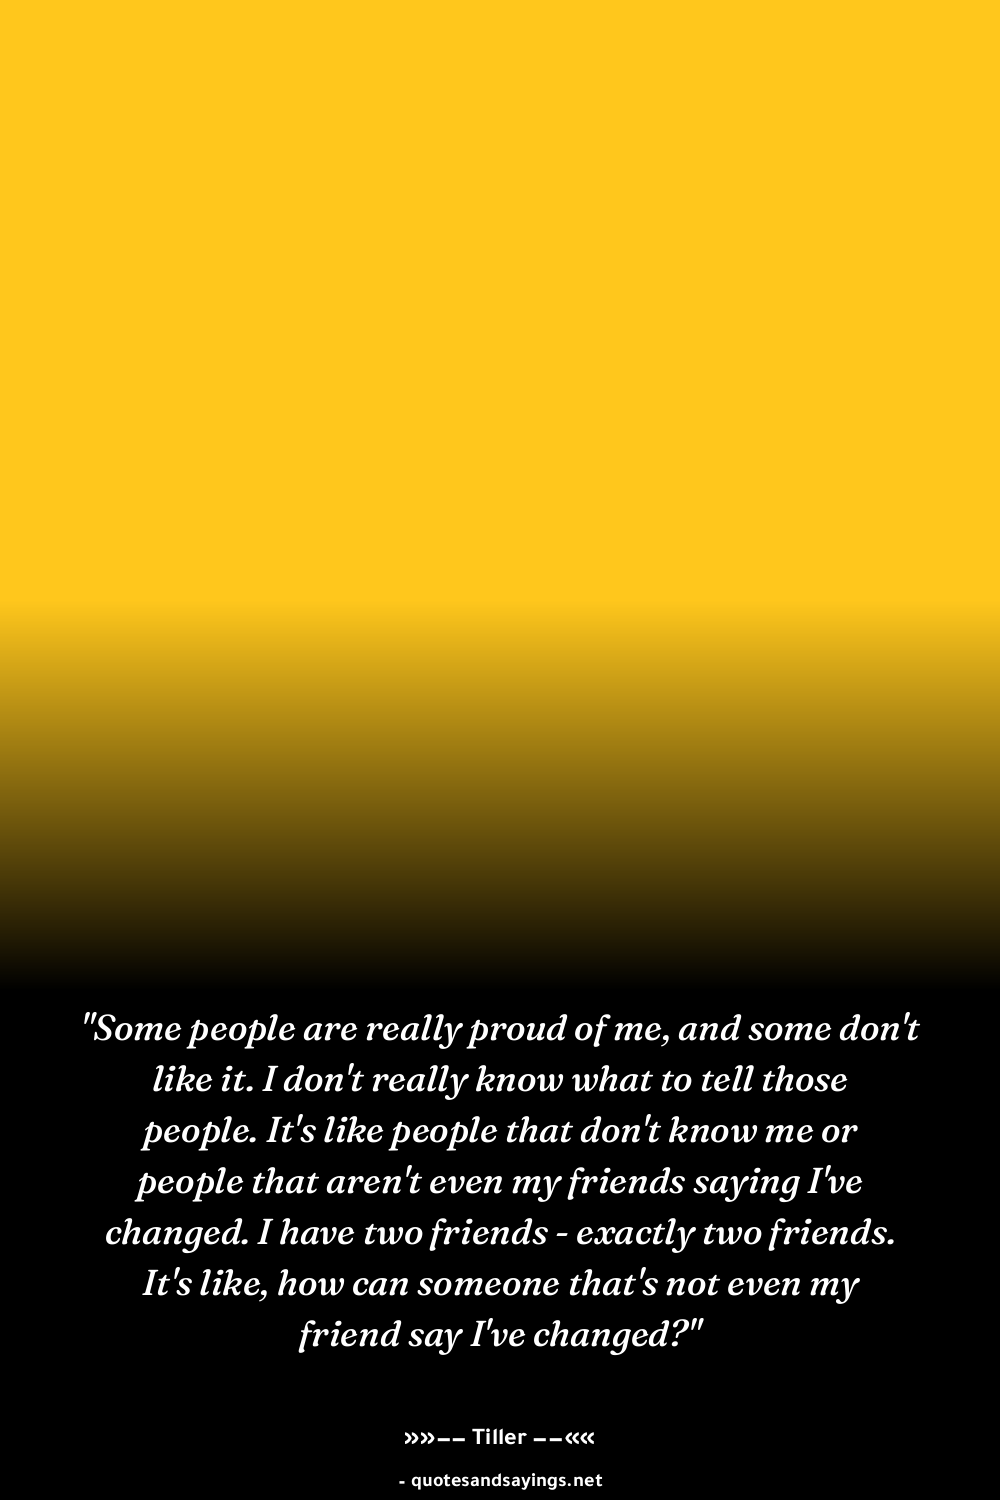 "Some people are really proud of me, and some don't
like it. I don't really know what to tell those
people. It's like people that don't know me or
people that aren't even my friends saying I've
changed. I have two friends - exactly two friends.
It's like, how can someone that's not even my
friend say I've changed?"
»»–– Tiller ––««
- quotesandsayings.net